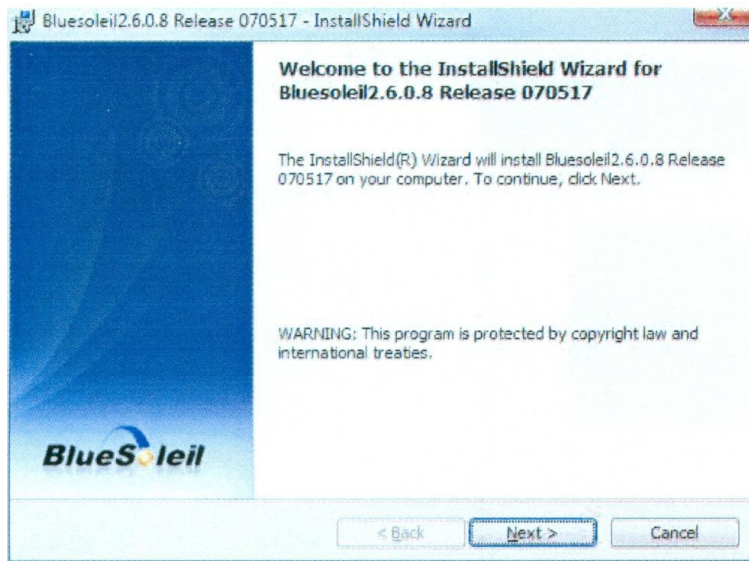 Bluesoleil2.6.0.8 Release 070517 - InstallShield Wizard
Welcome to the InstallShield Wizard for
Bluesoleil2.6.0.8 Release 070517
The InstallShield(R) Wizard will install Bluesoleil2.6.0.8 Release
070517 on your computer. To continue, click Next.
WARNING: This program is protected by copyright law and
international treaties.
BlueSoleil
< Back
Next >
Cancel